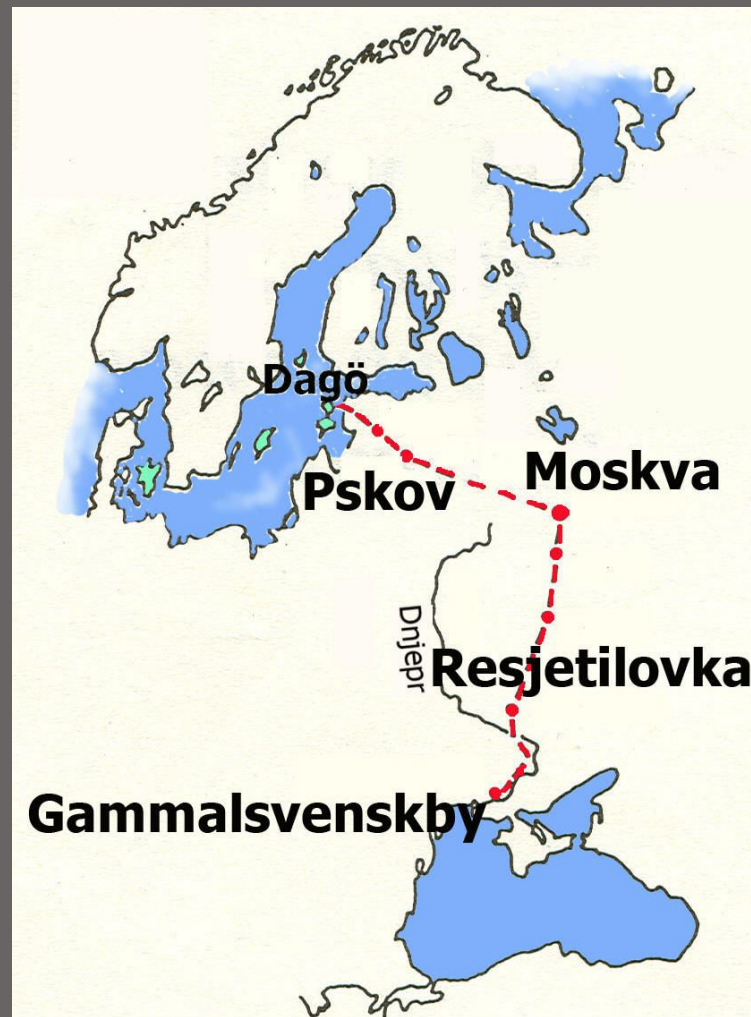 Dagö
Pskov
Moskva
Dnjepr
Resjetilovka
Gammalsvenskby